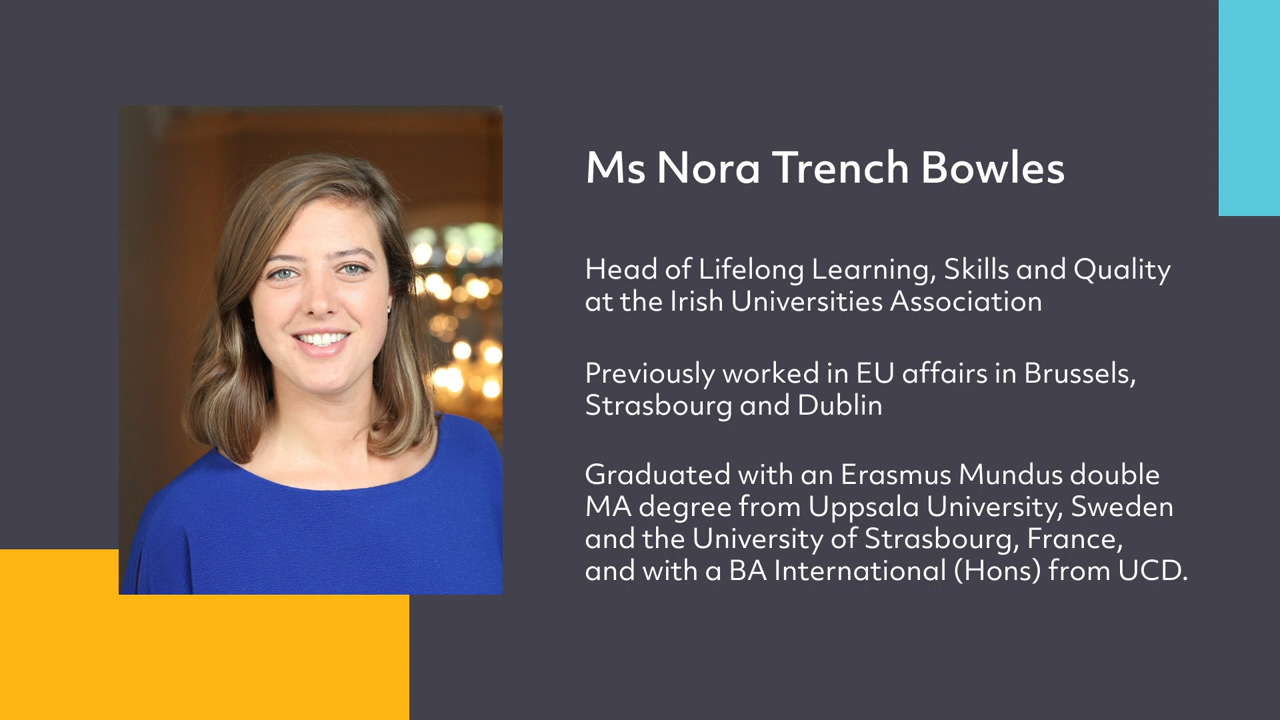 Ms Nora Trench Bowles
Head of Lifelong Learning, Skills and Quality
at the Irish Universities Association
Previously worked in EU affairs in Brussels,
Strasbourg and Dublin
Graduated with an Erasmus Mundus double
MA degree from Uppsala University, Sweden
and the University of Strasbourg, France,
and with a BA International (Hons) from UCD.